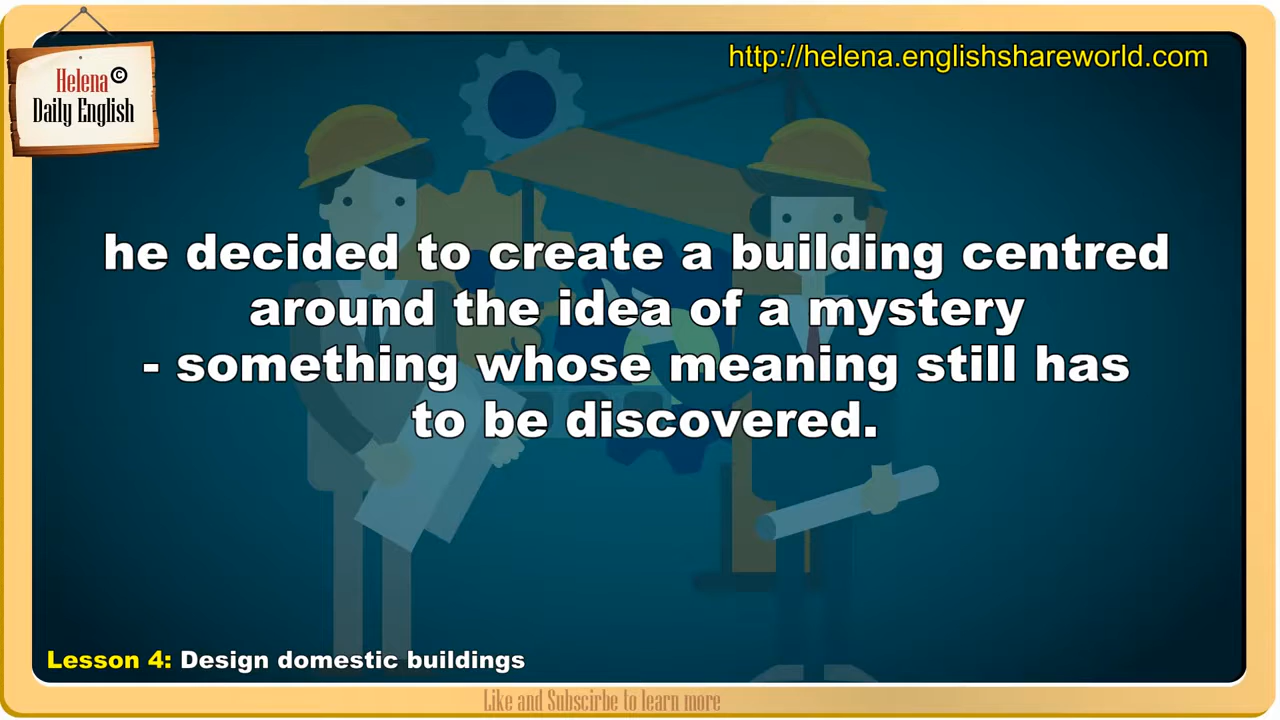 http://helena.englishshareworld.com
Helena©
Daily English
he decided to create a building centred
around the idea of a mystery
- something whose meaning still has
to be discovered.
Lesson 4: Design domestic buildings
Like and Subscirbe to learn more